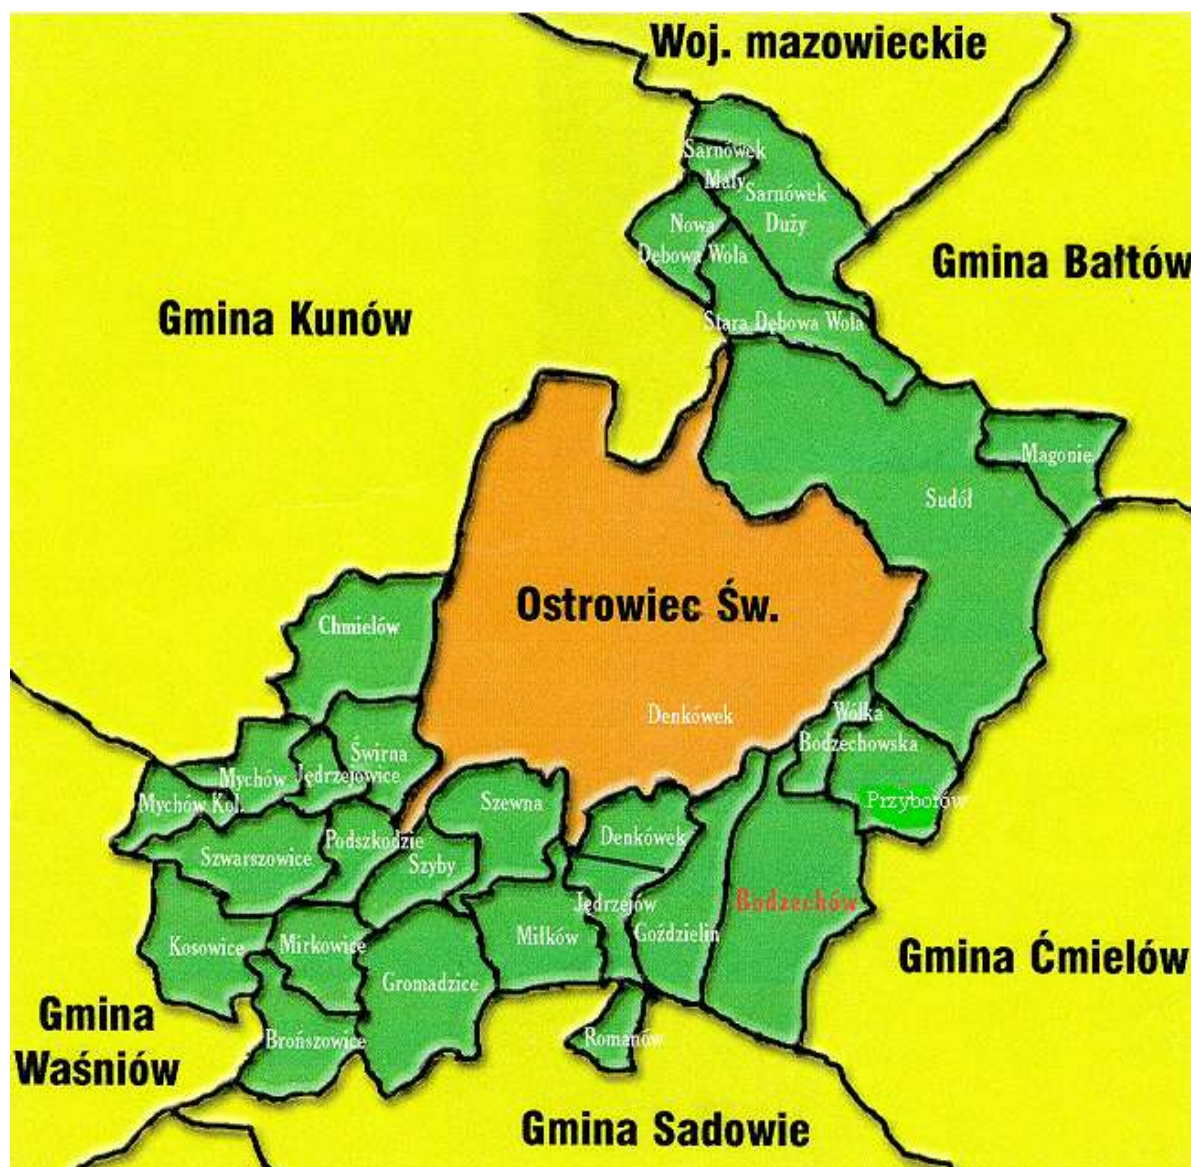 Woj. mazowieckie
Sarnówek
Mały
Sarnówek
Duży
Nowa
Dębowa Wola
Gmina Bałtów
Gmina Kunów
Stara Dębowa Wola
Magonie
Sudół
Ostrowiec Św.
Chmielów
Denkówek
Wólka
Bodzechowska
Świrna
Mychów
Jędrzejowice
Mychów Kol.
Szewna
Przyborów
Podszkodzie
Denkówek
Szwarszowice
Szyby
Bodzechów
Jędrzejów
Kosowice
Mirkowice
Miłków
Goździelin
Gmina Ćmielów
Gromadzice
Gmina
Waśniów
Brońszowice
Romanów
Gmina Sadowie